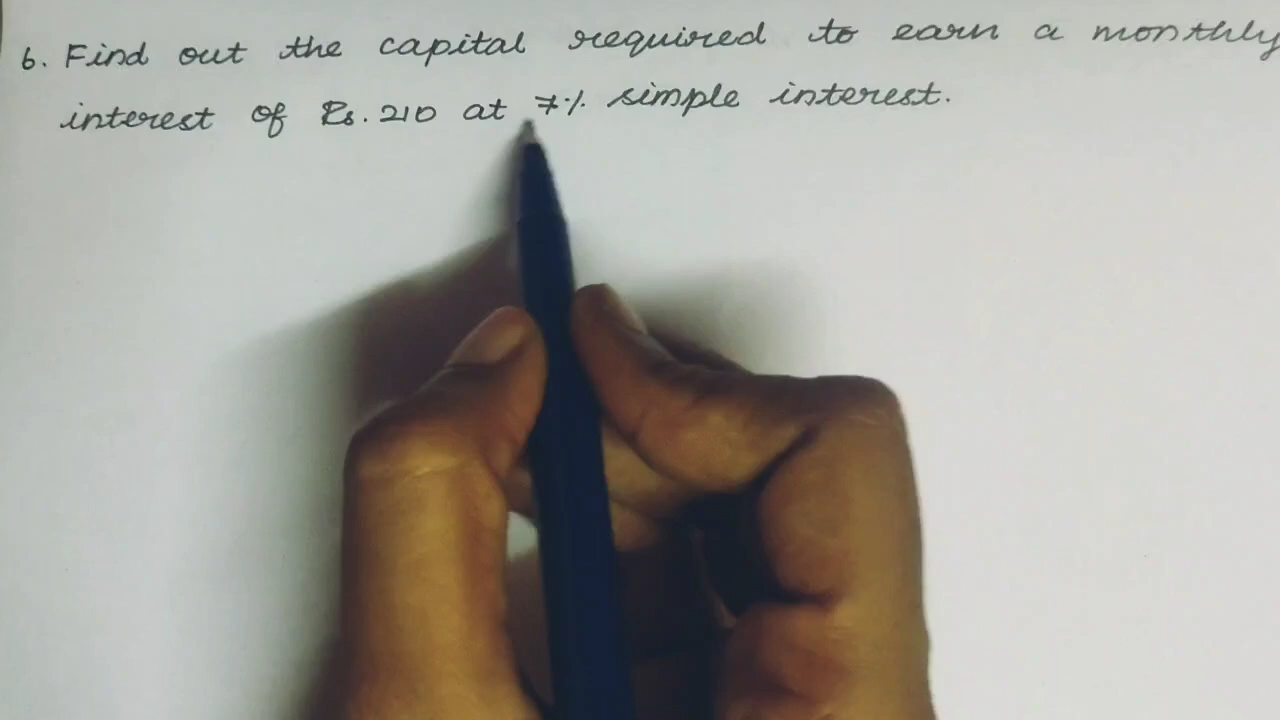 6. Find out the capital required to earn a monthly
interest of Rs. 210 at 7% simple interest.